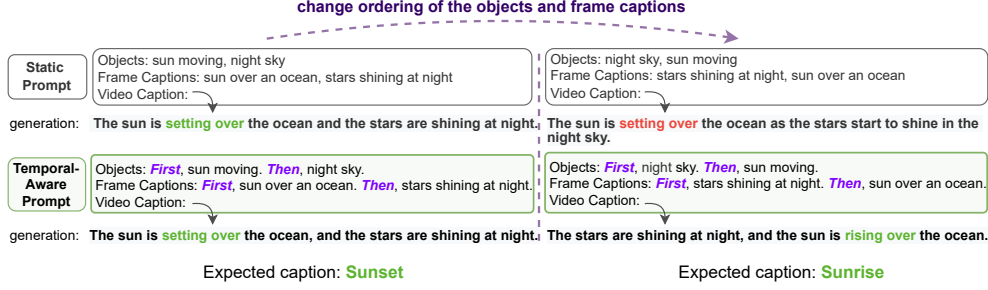 change ordering of the objects and frame captions
Static
Prompt
Objects: sun moving, night sky
Frame Captions: sun over an ocean, stars shining at night
Video Caption:
Objects: night sky, sun moving
Frame Captions: stars shining at night, sun over an ocean
Video Caption:
generation:
The sun is setting over the ocean and the stars are shining at night.
The sun is setting over the ocean as the stars start to shine in the
night sky.
Temporal-
Aware
Prompt
Objects: First, sun moving. Then, night sky.
Frame Captions: First, sun over an ocean. Then, stars shining at night.
Video Caption:
Objects: First, night sky. Then, sun moving.
Frame Captions: First, stars shining at night. Then, sun over an ocean.
Video Caption:
generation:
The sun is setting over the ocean, and the stars are shining at night.
The stars are shining at night, and the sun is rising over the ocean.
Expected caption: Sunset
Expected caption: Sunrise